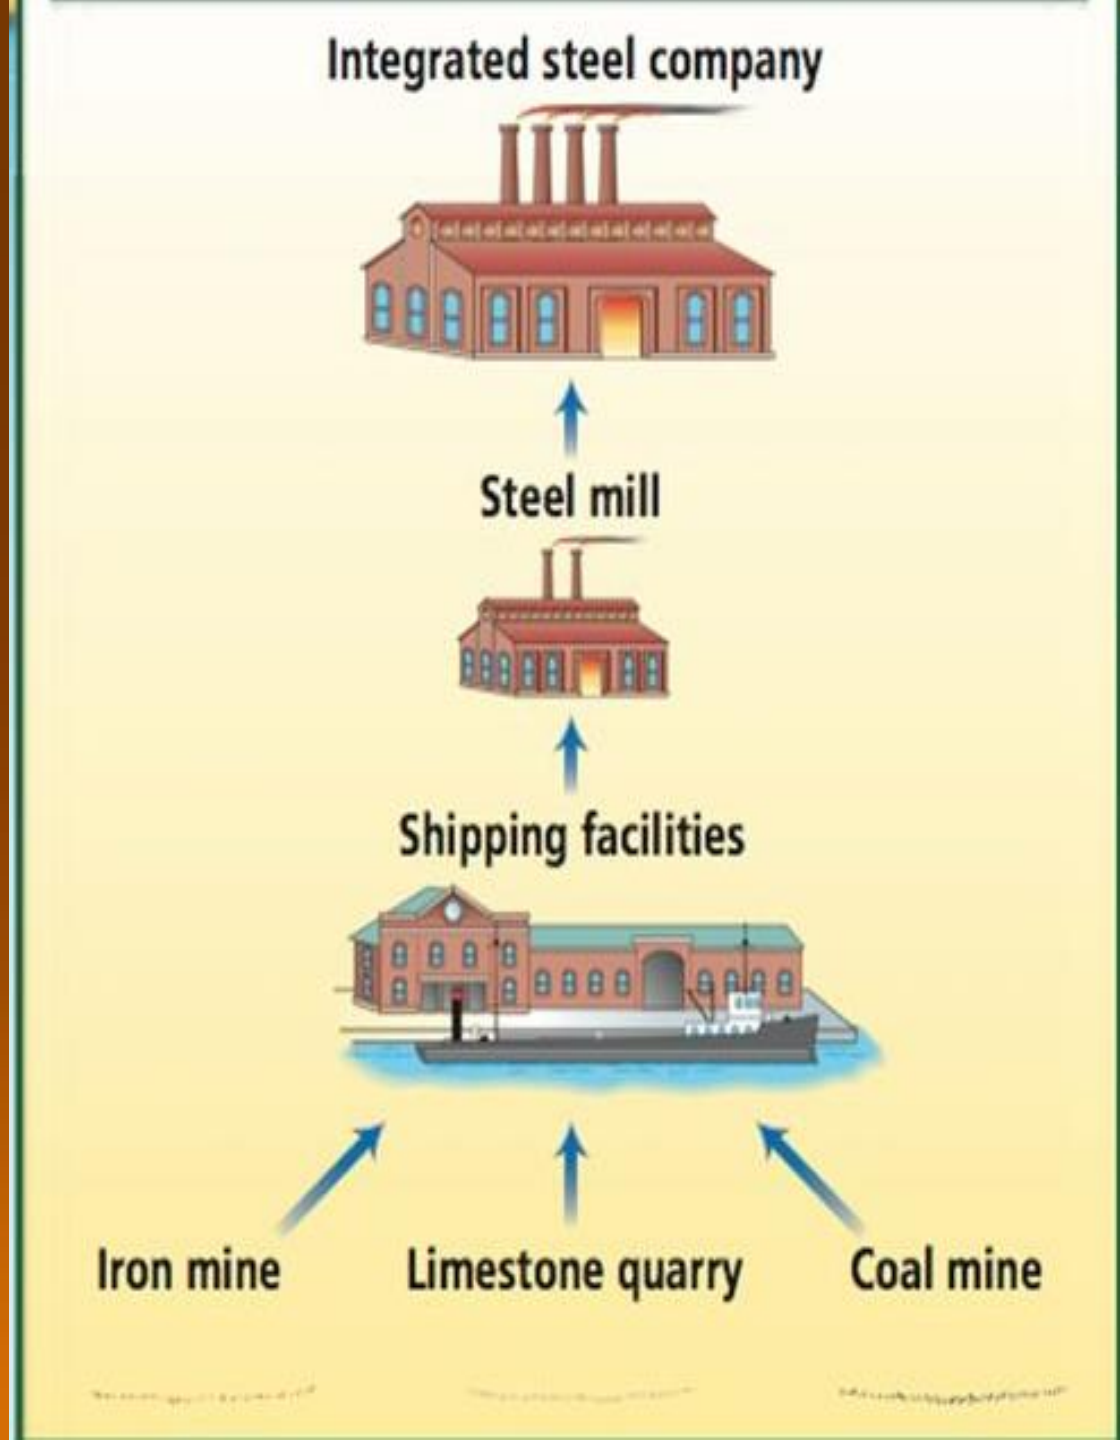 Integrated steel company
Steel mill
Shipping facilities
Iron mine
Limestone quarry
Coal mine